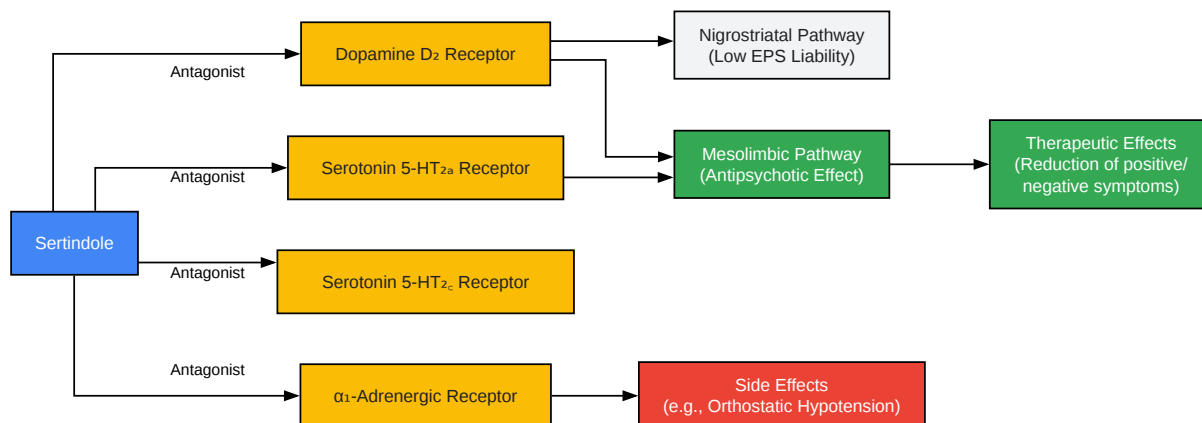 Nigrostriatal Pathway
(Low EPS Liability)
Dopamine D₂ Receptor
Antagonist
Serotonin 5-HT₂ₐ Receptor
Antagonist
Mesolimbic Pathway
(Antipsychotic Effect)
Therapeutic Effects
(Reduction of positive/
negative symptoms)
Sertindole
Antagonist
Serotonin 5-HT₂꜀ Receptor
Antagonist
α₁-Adrenergic Receptor
Side Effects
(e.g., Orthostatic Hypotension)